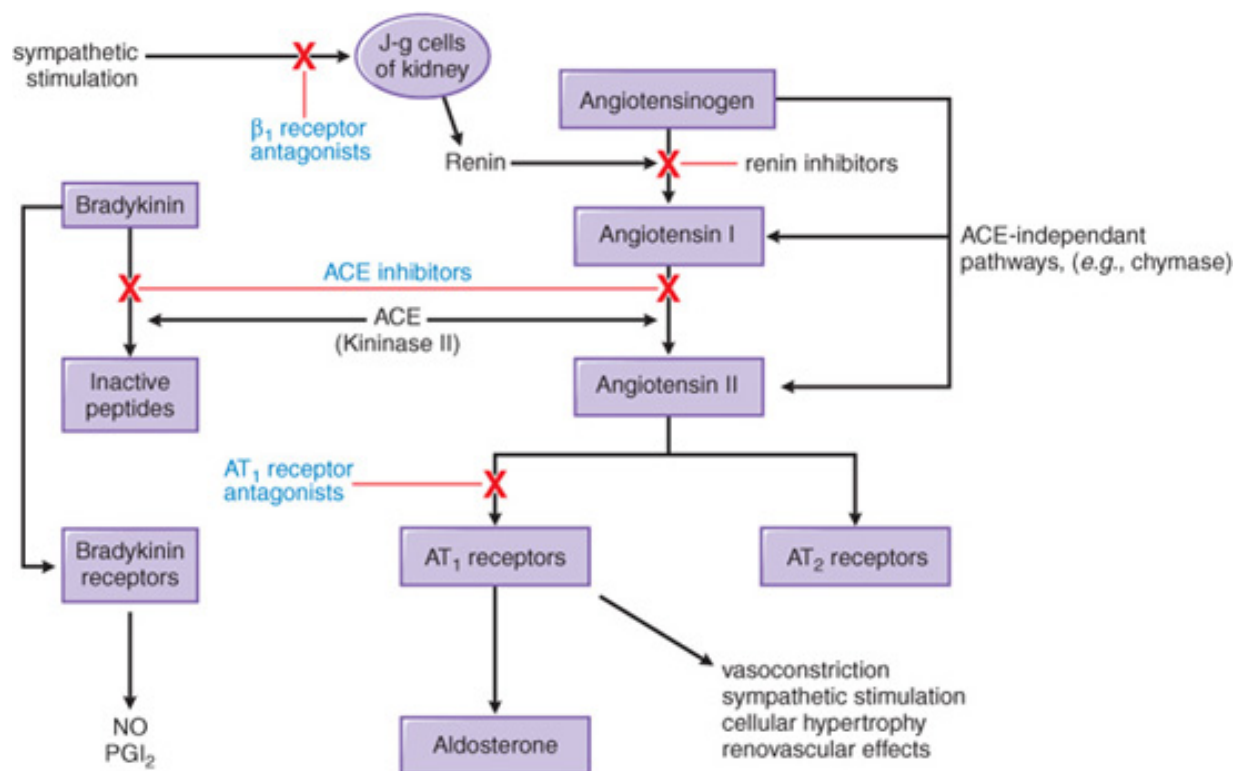 sympathetic
stimulation
X
J-g cells
of kidney
β₁ receptor
antagonists
Angiotensinogen
Renin
X
renin inhibitors
Bradykinin
Angiotensin I
ACE-independant
pathways, (e.g., chymase)
ACE inhibitors
X
X
ACE
(Kininase II)
Inactive
peptides
Angiotensin II
AT₁ receptor
antagonists
X
Bradykinin
receptors
AT₁ receptors
AT₂ receptors
vasoconstriction
sympathetic stimulation
cellular hypertrophy
renovascular effects
NO
PGI₂
Aldosterone